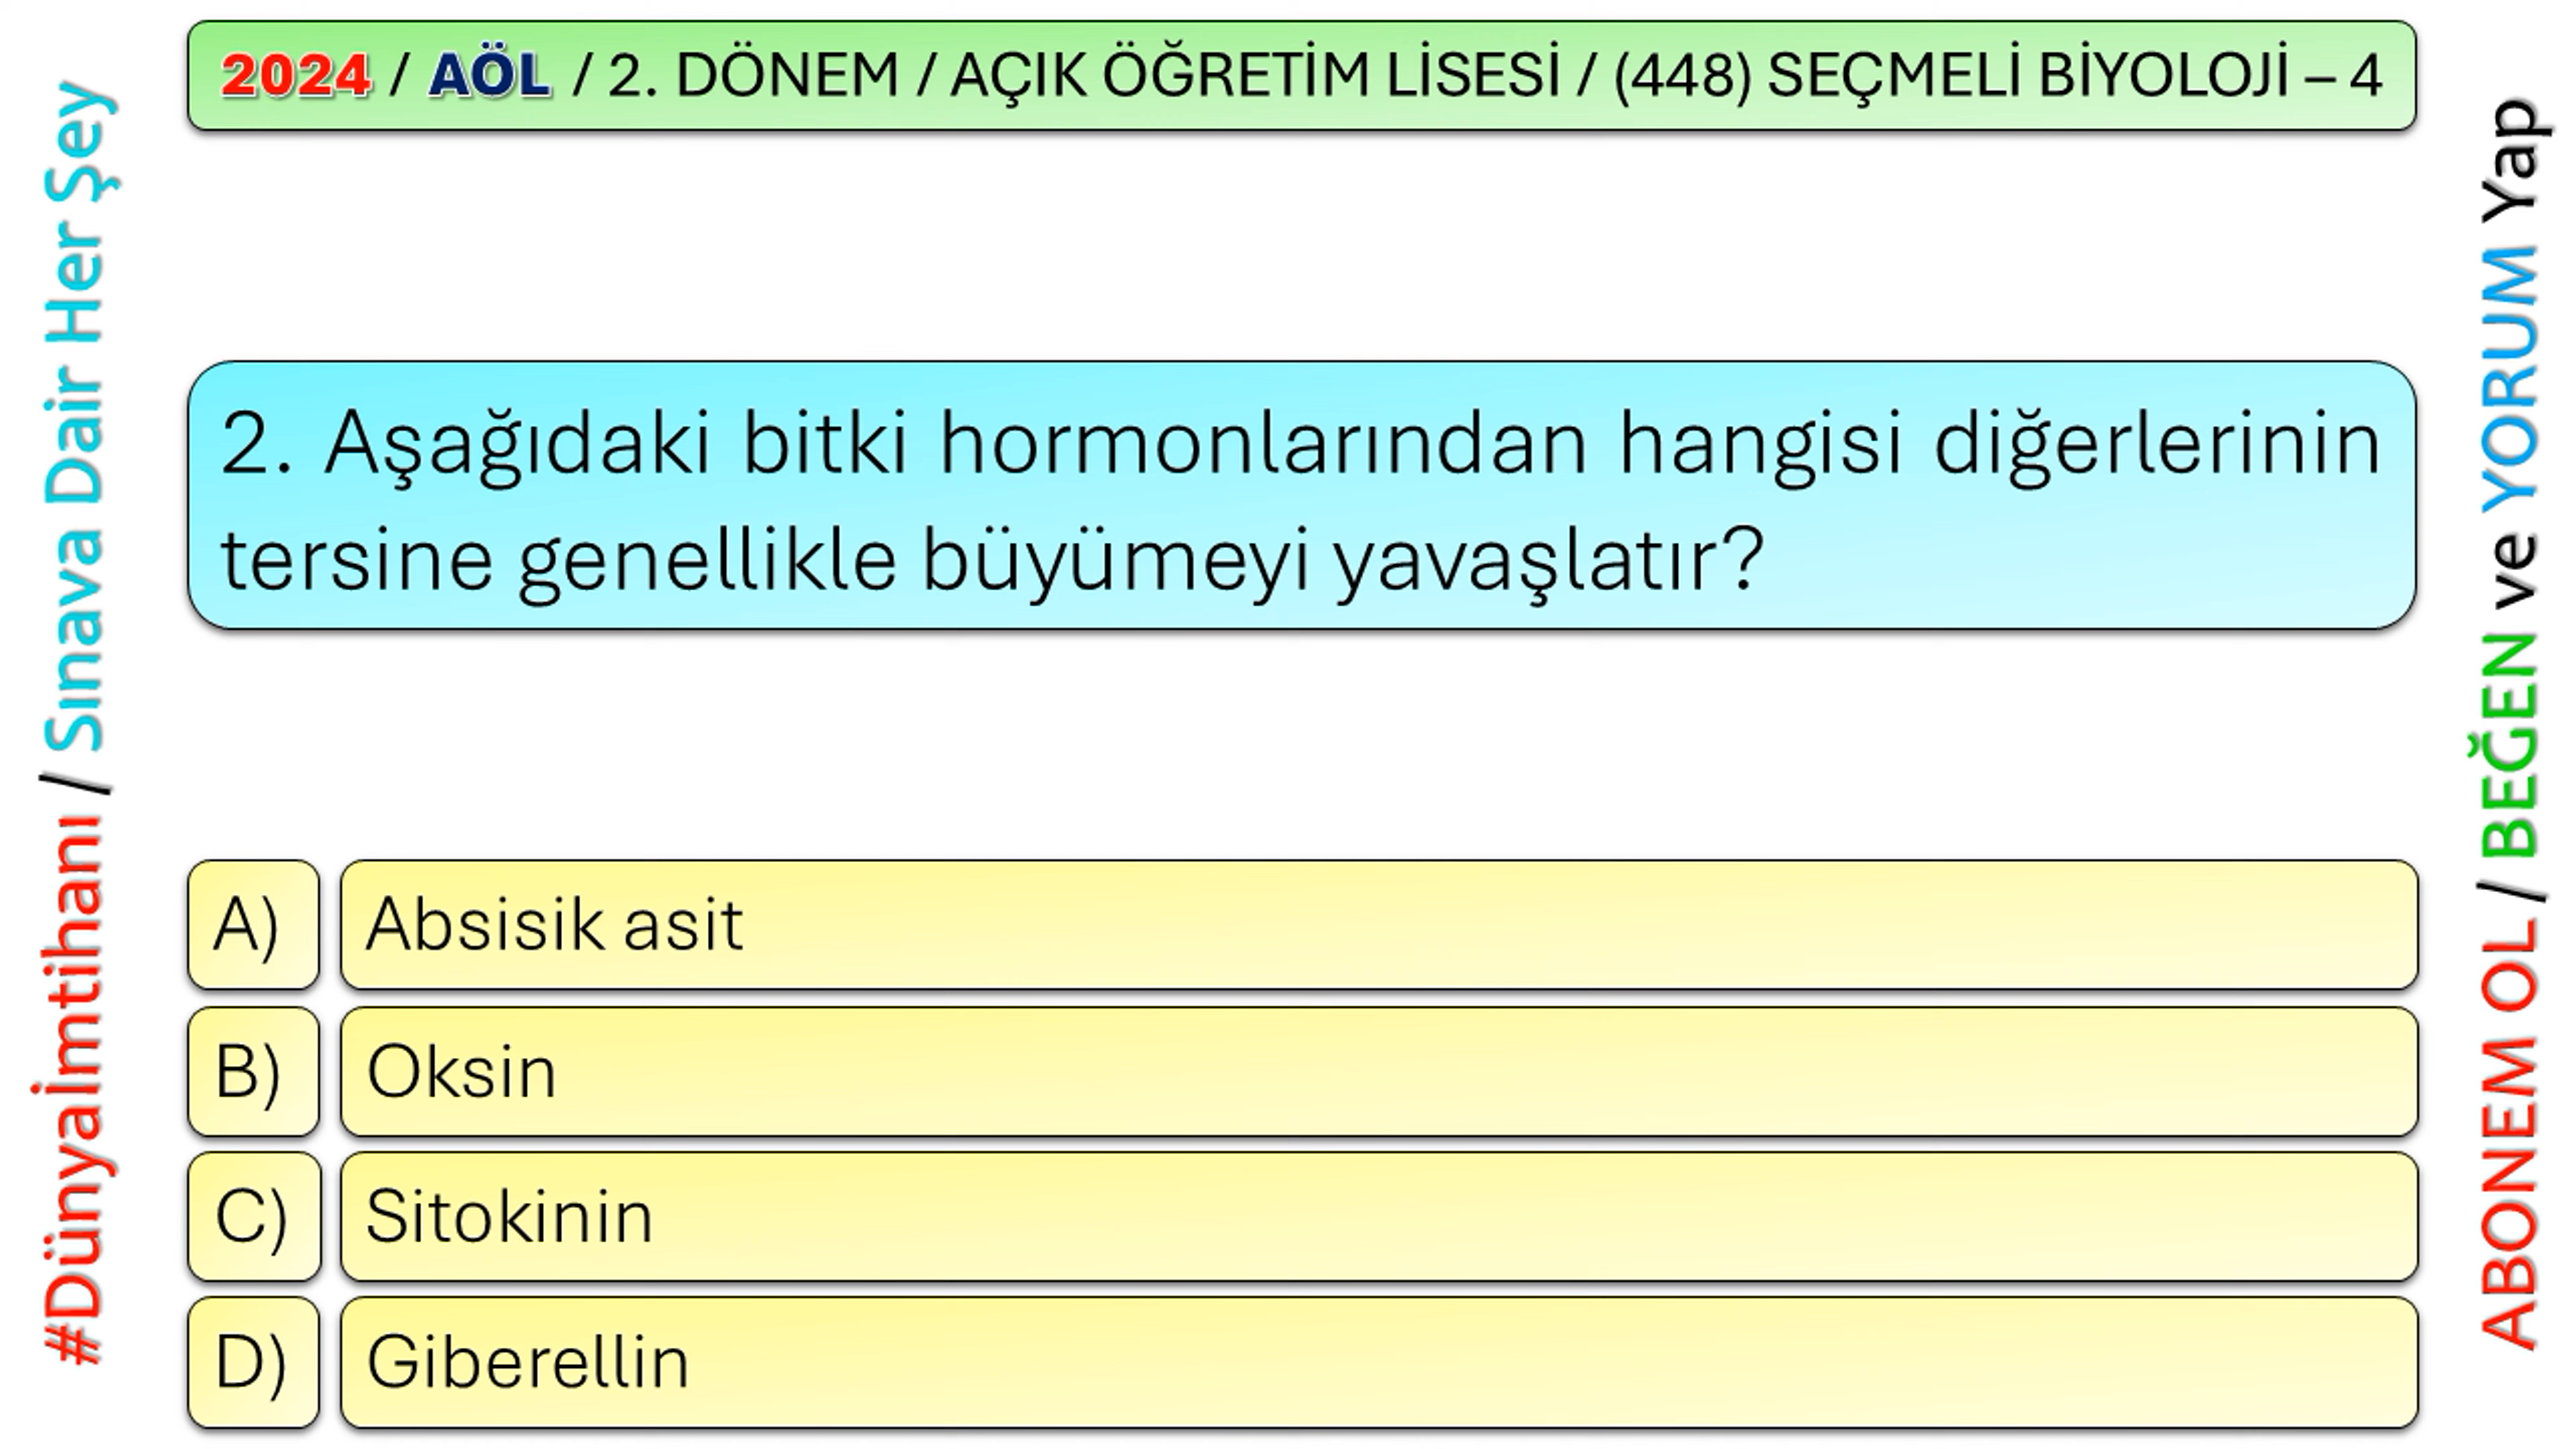 2024 / AÖL / 2. DÖNEM / AÇIK ÖĞRETİM LİSESİ / (448) SEÇMELİ BİYOLOJİ – 4
#Dünyaİmtihanı / Sınava Dair Her Şey
2. Aşağıdaki bitki hormonlarından hangisi diğerlerinin
tersine genellikle büyümeyi yavaşlatır?
A) Absisik asit
B) Oksin
C) Sitokinin
D) Giberellin
ABONEM OL / BEĞEN ve YORUM Yap